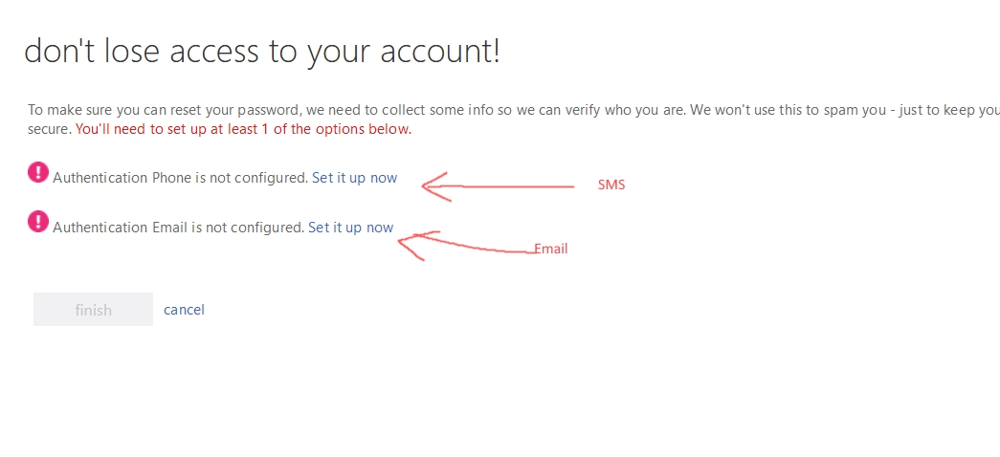 don't lose access to your account!
To make sure you can reset your password, we need to collect some info so we can verify who you are. We won't use this to spam you - just to keep you
secure. You'll need to set up at least 1 of the options below.
! Authentication Phone is not configured. Set it up now
SMS
! Authentication Email is not configured. Set it up now
Email
finish cancel